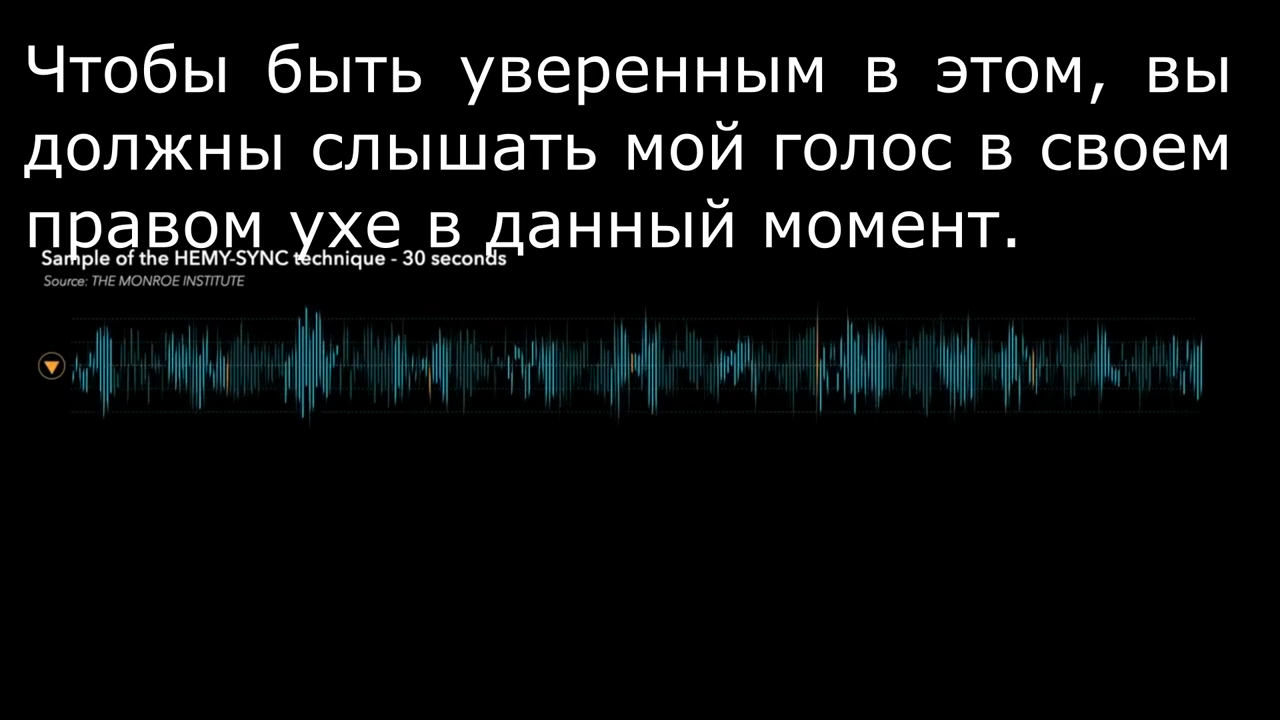 Чтобы быть уверенным в этом, вы
должны слышать мой голос в своем
правом ухе в данный момент.
Sample of the HEMY-SYNC technique - 30 seconds
Source: THE MONROE INSTITUTE